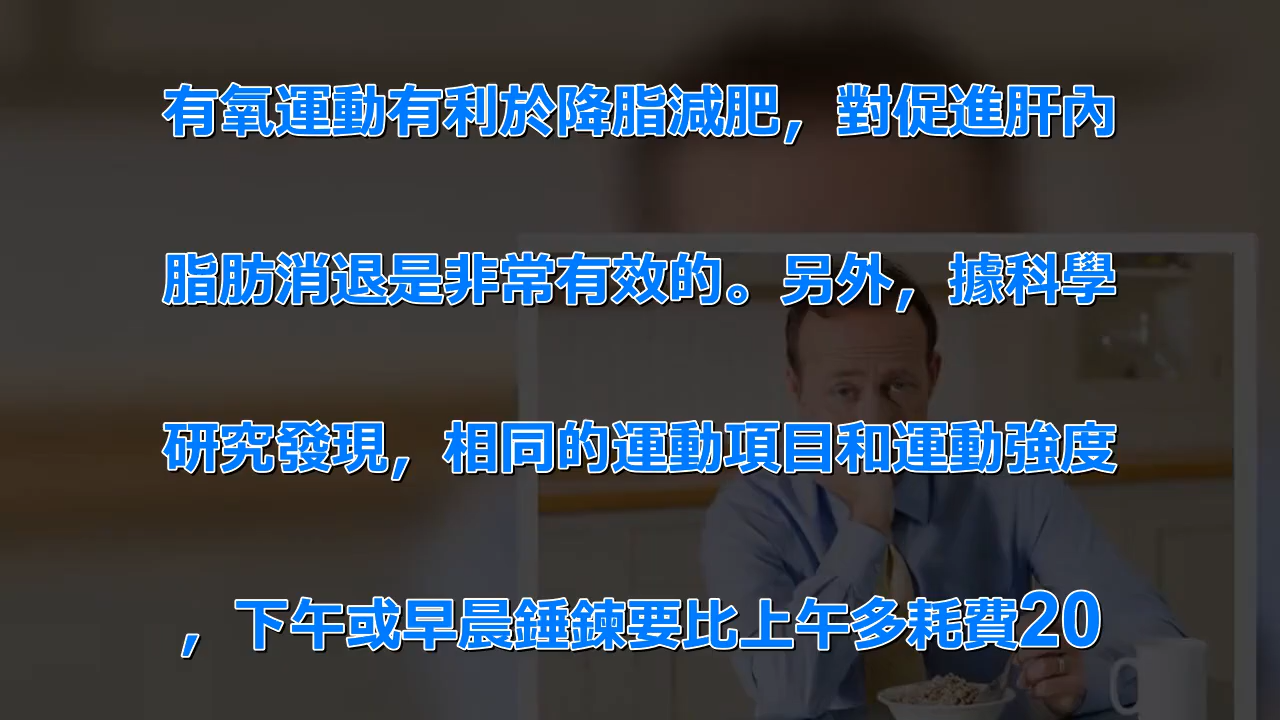 有氧運動有利於降脂減肥，對促進肝內
脂肪消退是非常有效的。另外，據科學
研究發現，相同的運動項目和運動強度
，下午或早晨錘鍊要比上午多耗費20